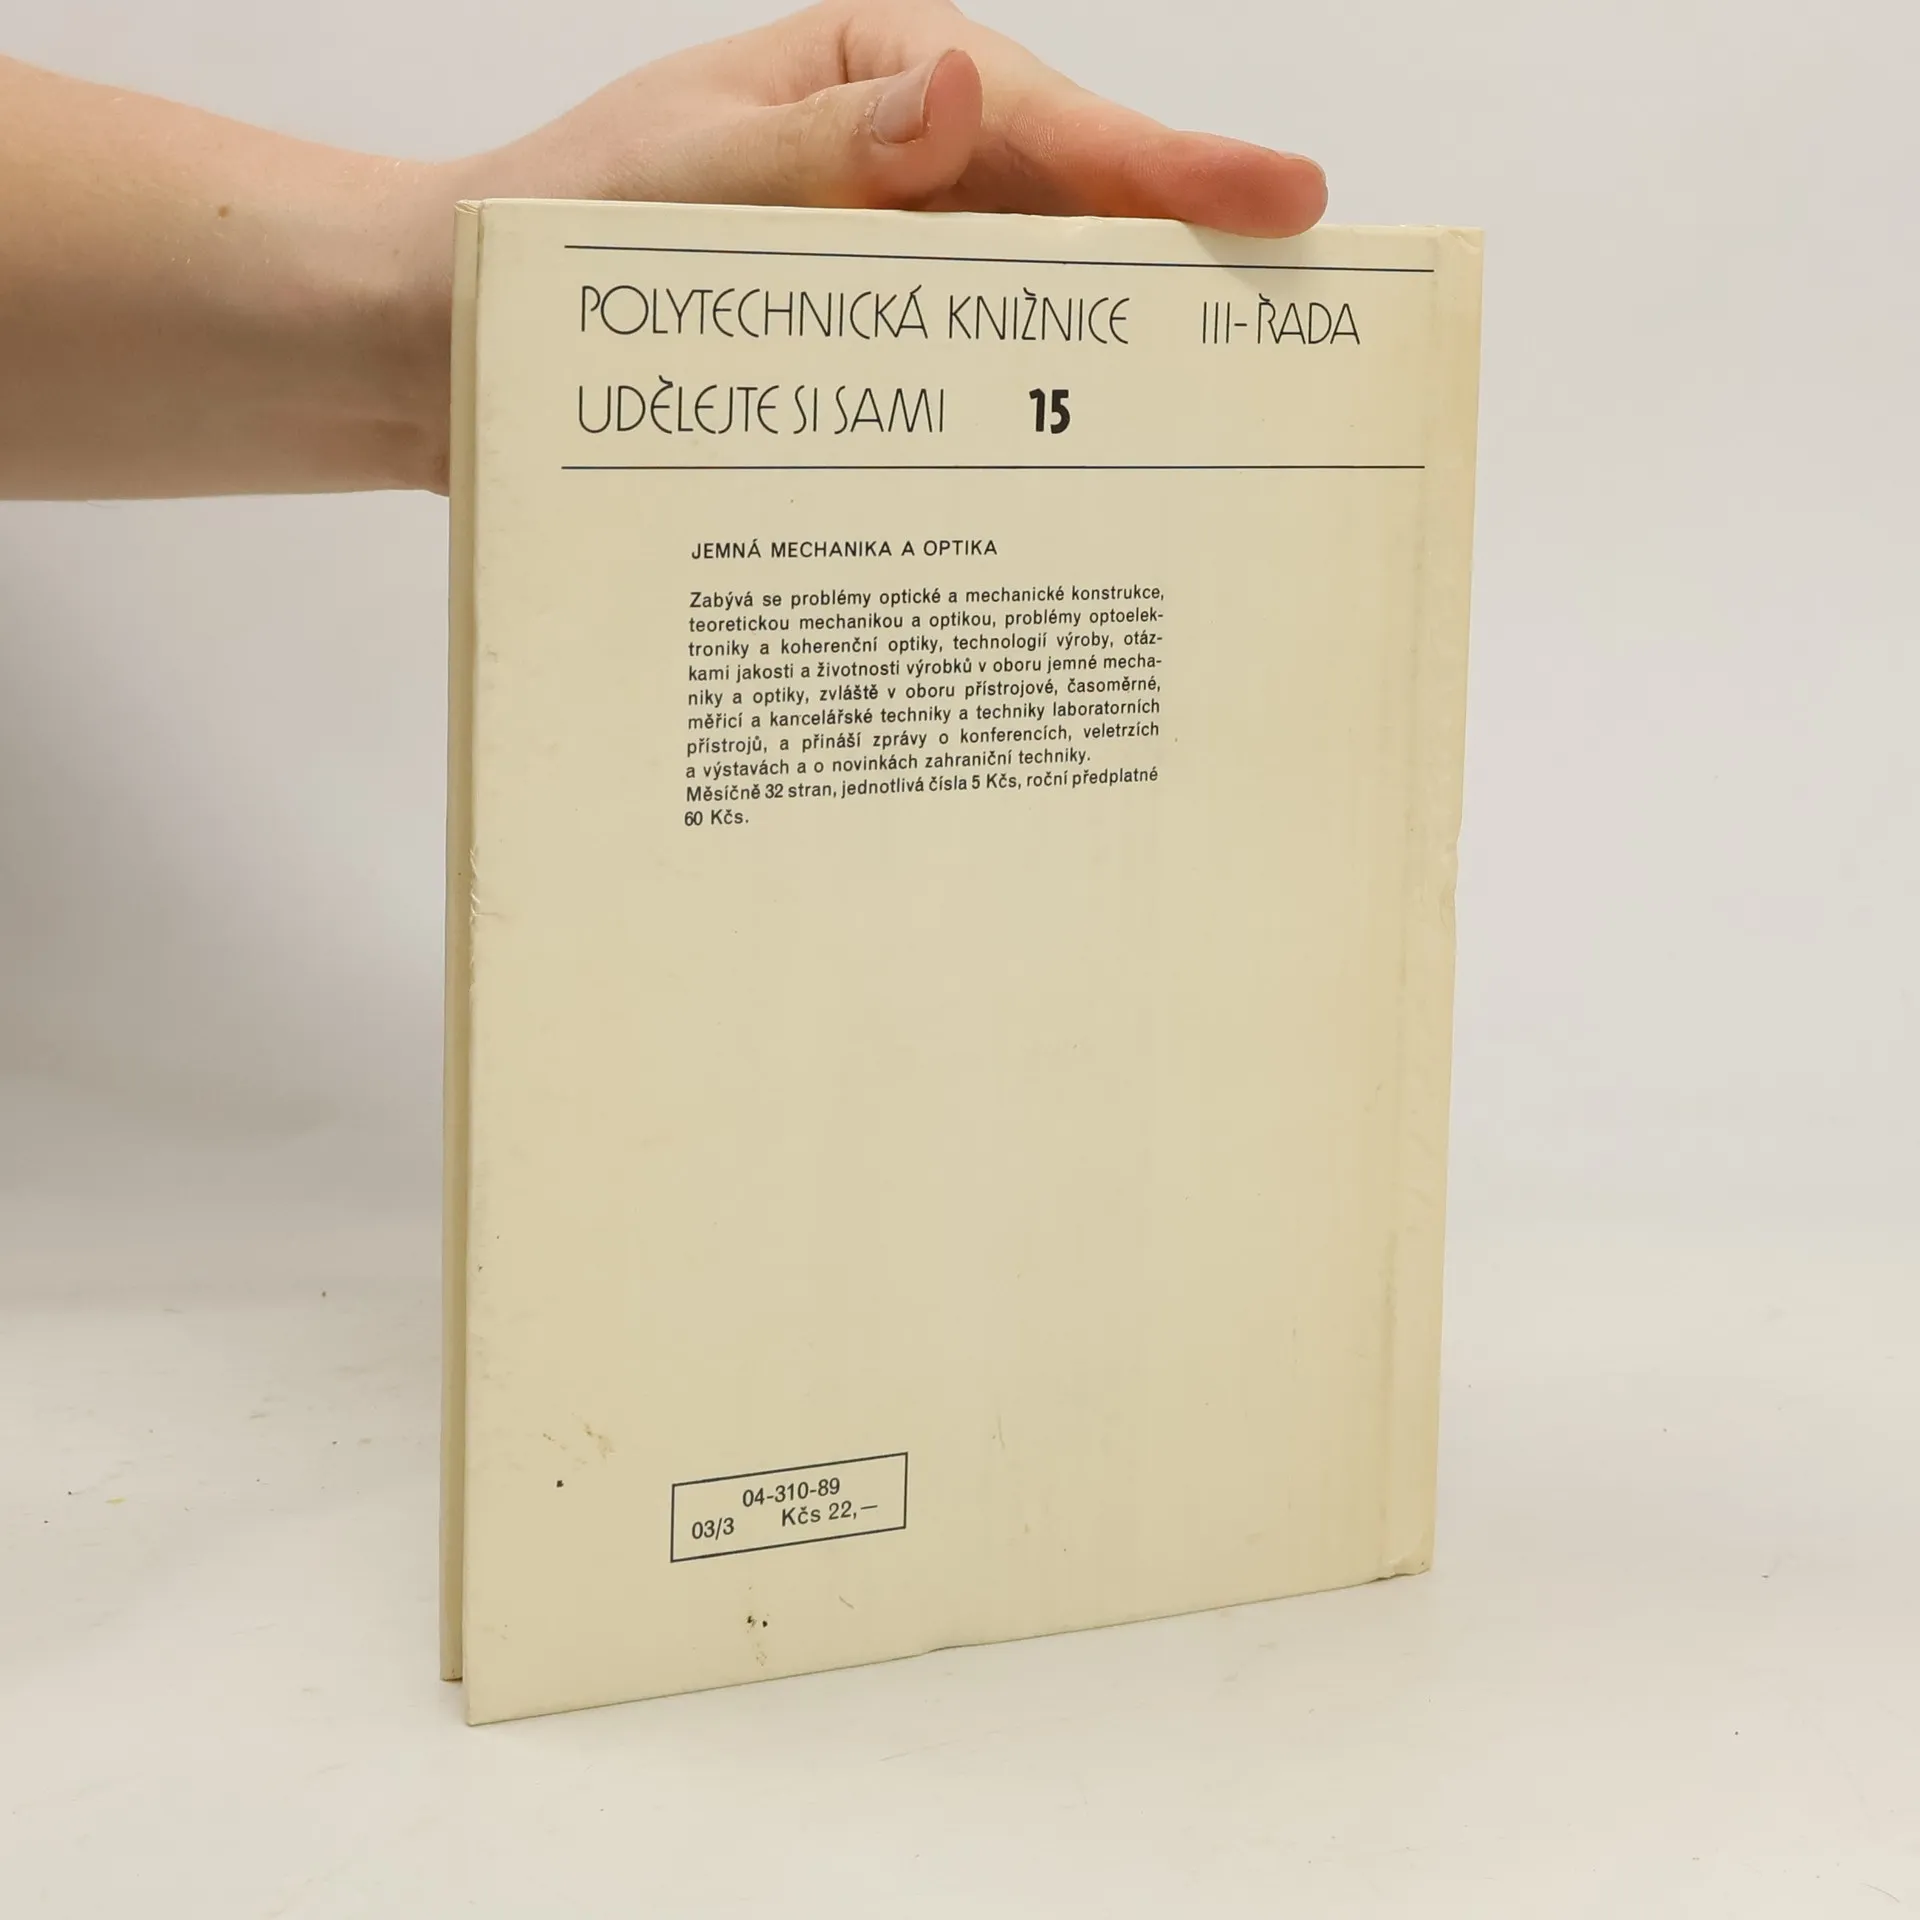 POLYTECHNICKÁ KNIŽNICE III-ŘADA
UDĚLEJTE SI SAMI 15
JEMNÁ MECHANIKA A OPTIKA
Zabývá se problémy optické a mechanické konstrukce,
teoretickou mechanikou a optikou, problémy optoelek-
troniky a koherenční optiky, technologií výroby, otáz-
kami jakosti a životnosti výrobků v oboru jemné mecha-
niky a optiky, zvláště v oboru přístrojové, časoměrné,
měřicí a kancelářské techniky a techniky laboratorních
přístrojů, a přináší zprávy o konferencích, veletrzích
a výstavách a o novinkách zahraniční techniky.
Měsíčně 32 stran, jednotlivá čísla 5 Kčs, roční předplatné
60 Kčs.
04-310-89
03/3 Kčs 22,—